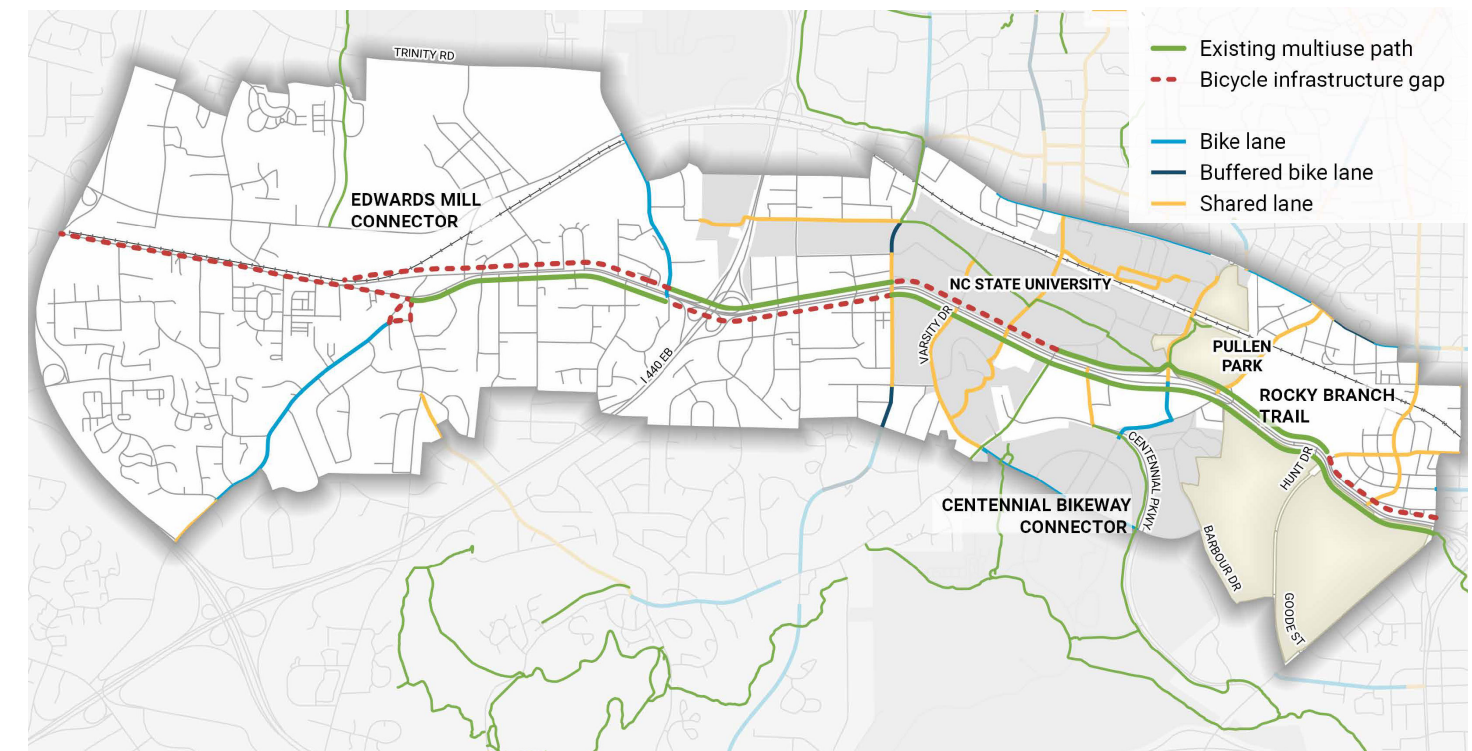 TRINITY RD
Existing multiuse path
Bicycle infrastructure gap
Bike lane
Buffered bike lane
Shared lane
EDWARDS MILL
CONNECTOR
NC STATE UNIVERSITY
VARSITY DR
I 440 EB
PULLEN
PARK
ROCKY BRANCH
TRAIL
HUNT DR
CENTENNIAL PKWY
CENTENNIAL BIKEWAY
CONNECTOR
BARBOUR DR
GOODE ST